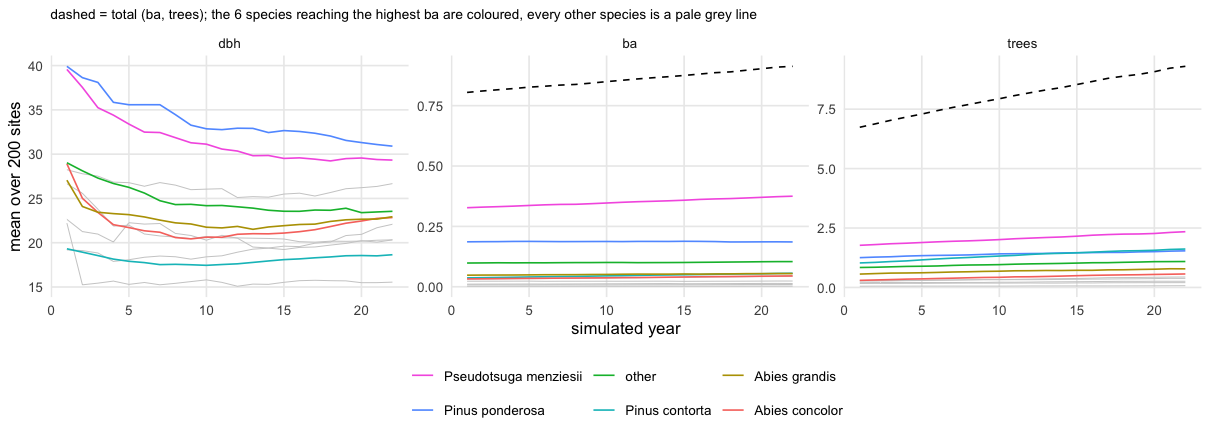 dashed = total (ba, trees); the 6 species reaching the highest ba are coloured, every other species is a pale grey line
dbh
ba
trees
mean over 200 sites
40
35
30
25
20
15
0.75
0.50
0.25
0.00
7.5
5.0
2.5
0.0
0 5 10 15 20
0 5 10 15 20
0 5 10 15 20
simulated year
Pseudotsuga menziesii
other
Abies grandis
Pinus ponderosa
Pinus contorta
Abies concolor